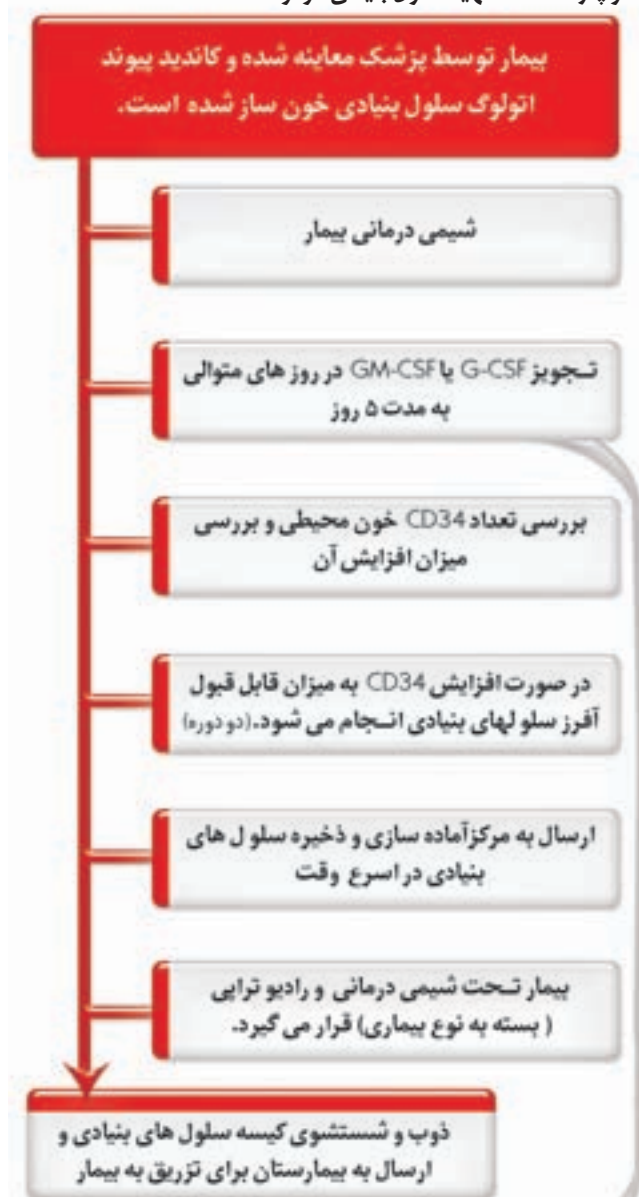 بیمار توسط پزشک معاینه شده و کاندید پیوند
اتولوگ سلول بنیادی خون ساز شده است.
شیمی درمانی بیمار
تـجویز G-CSF یا GM-CSF در روز های متوالی
به مدت ۵ روز
بررسی تعداد CD34 خون محیطی و بررسی
میزان افزایش آن
در صورت افزایش CD34 به میزان قابل قبول
آفرز سلو لهای بنیادی انـجام می شود.(دو دوره)
ارسال به مرکزآماده سازی و ذخیره سلو ل های
بنیادی در اسرع وقت
بیمار تـحت شیمی درمانی و رادیو تراپی
( بسته به نوع بیماری) قرار می گیرد.
ذوب و شستشوی کیسه سلول های بنیادی و
ارسال به بیمارستان برای تزریق به بیمار